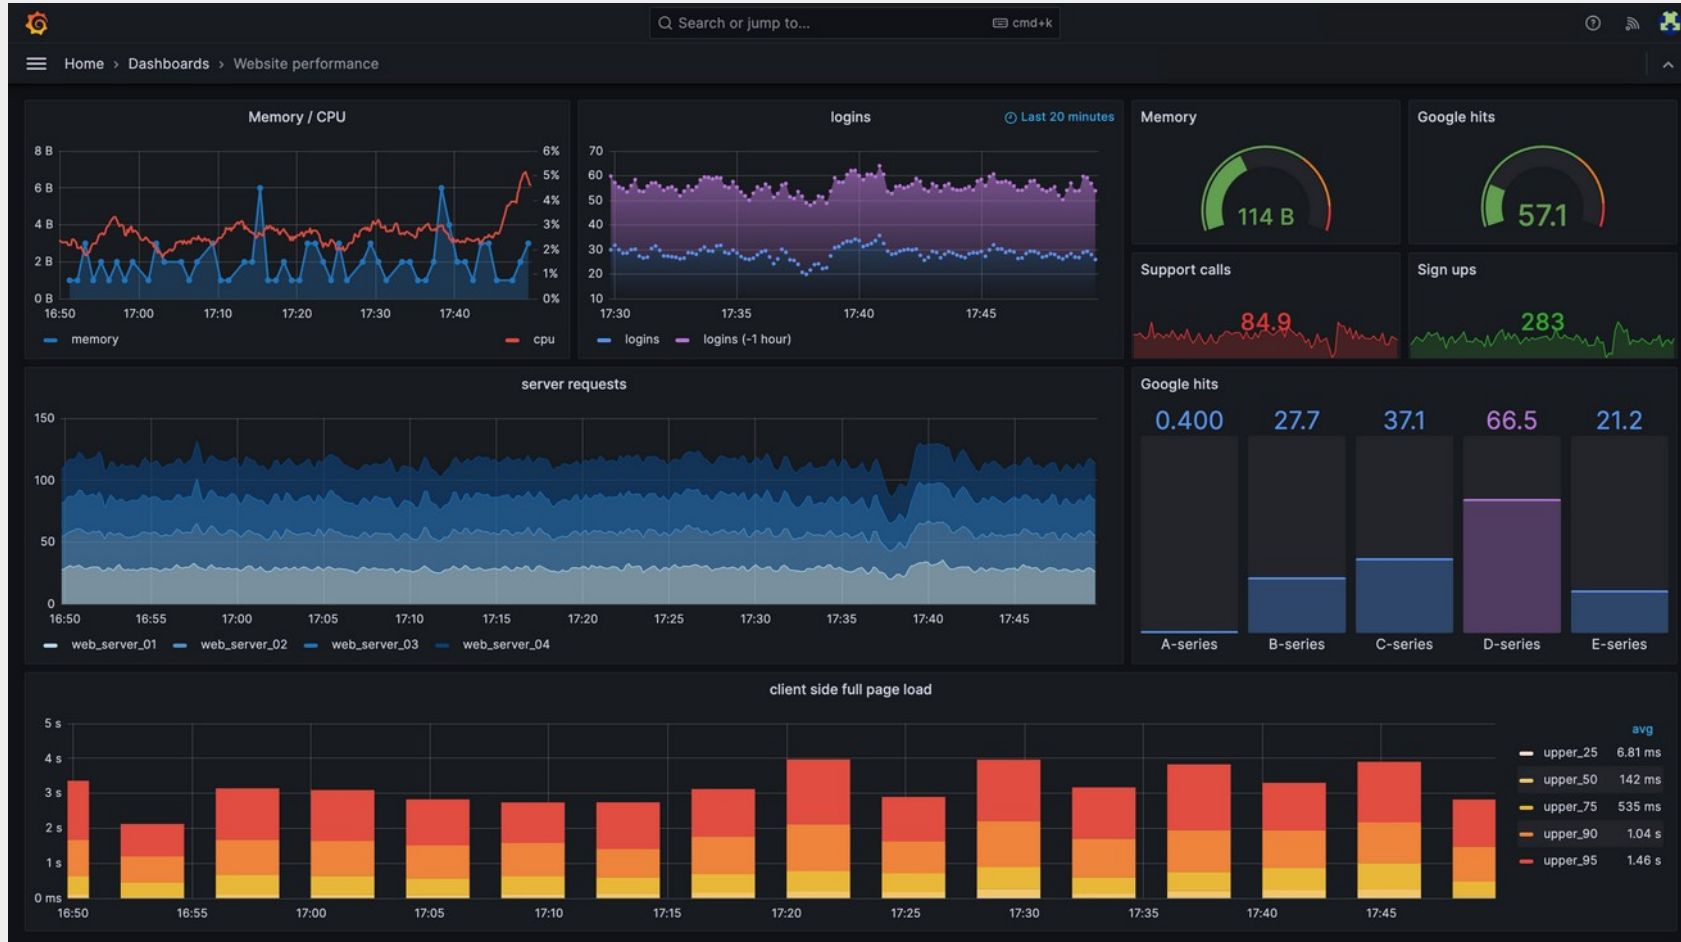 Search or jump to... cmd+k
Home › Dashboards › Website performance
Memory / CPU
8 B
6 B
4 B
2 B
0 B
6%
5%
4%
3%
2%
1%
0%
16:50 17:00 17:10 17:20 17:30 17:40
memory cpu
logins Last 20 minutes
70
60
50
40
30
20
10
17:30 17:35 17:40 17:45
logins logins (-1 hour)
Memory
114 B
Google hits
57.1
Support calls
84.9
Sign ups
283
server requests
150
100
50
0
16:50 16:55 17:00 17:05 17:10 17:15 17:20 17:25 17:30 17:35 17:40 17:45
web_server_01 web_server_02 web_server_03 web_server_04
Google hits
0.400 27.7 37.1 66.5 21.2
A-series B-series C-series D-series E-series
client side full page load
5 s
4 s
3 s
2 s
1 s
0 ms
16:50 16:55 17:00 17:05 17:10 17:15 17:20 17:25 17:30 17:35 17:40 17:45
avg
upper_25 6.81 ms
upper_50 142 ms
upper_75 535 ms
upper_90 1.04 s
upper_95 1.46 s